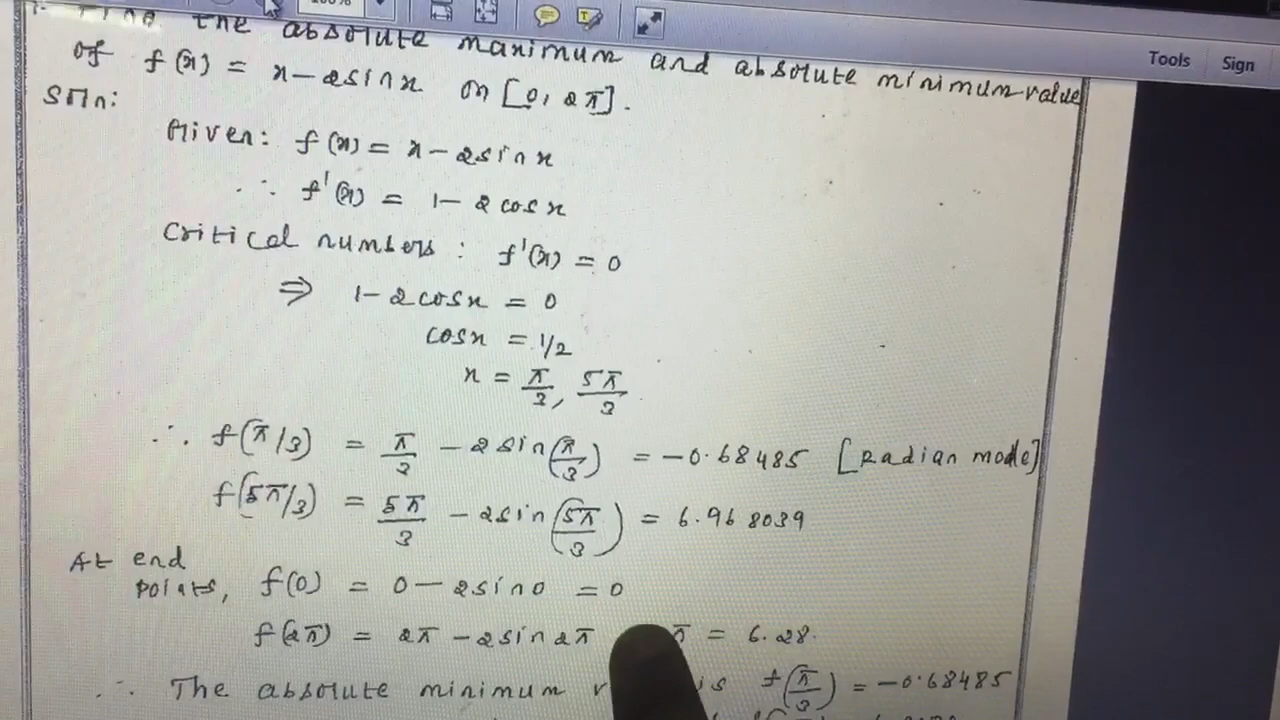 Tools Sign
the absolute maximum and absolute minimum value
of f(x) = x - 2sinx on [0, 2π].
Soln:
Given: f(x) = x - 2sinx
∴ f'(x) = 1 - 2cosx
Critical numbers : f'(x) = 0
⇒ 1 - 2cosx = 0
cosx = 1/2
x = π/3, 5π/3
∴ f(π/3) = π/3 - 2sin(π/3) = -0.68485 [Radian mode]
f(5π/3) = 5π/3 - 2sin(5π/3) = 6.968039
At end
points, f(0) = 0 - 2sin0 = 0
f(2π) = 2π - 2sin2π π = 6.28.
∴ The absolute minimum is f(π/3) = -0.68485